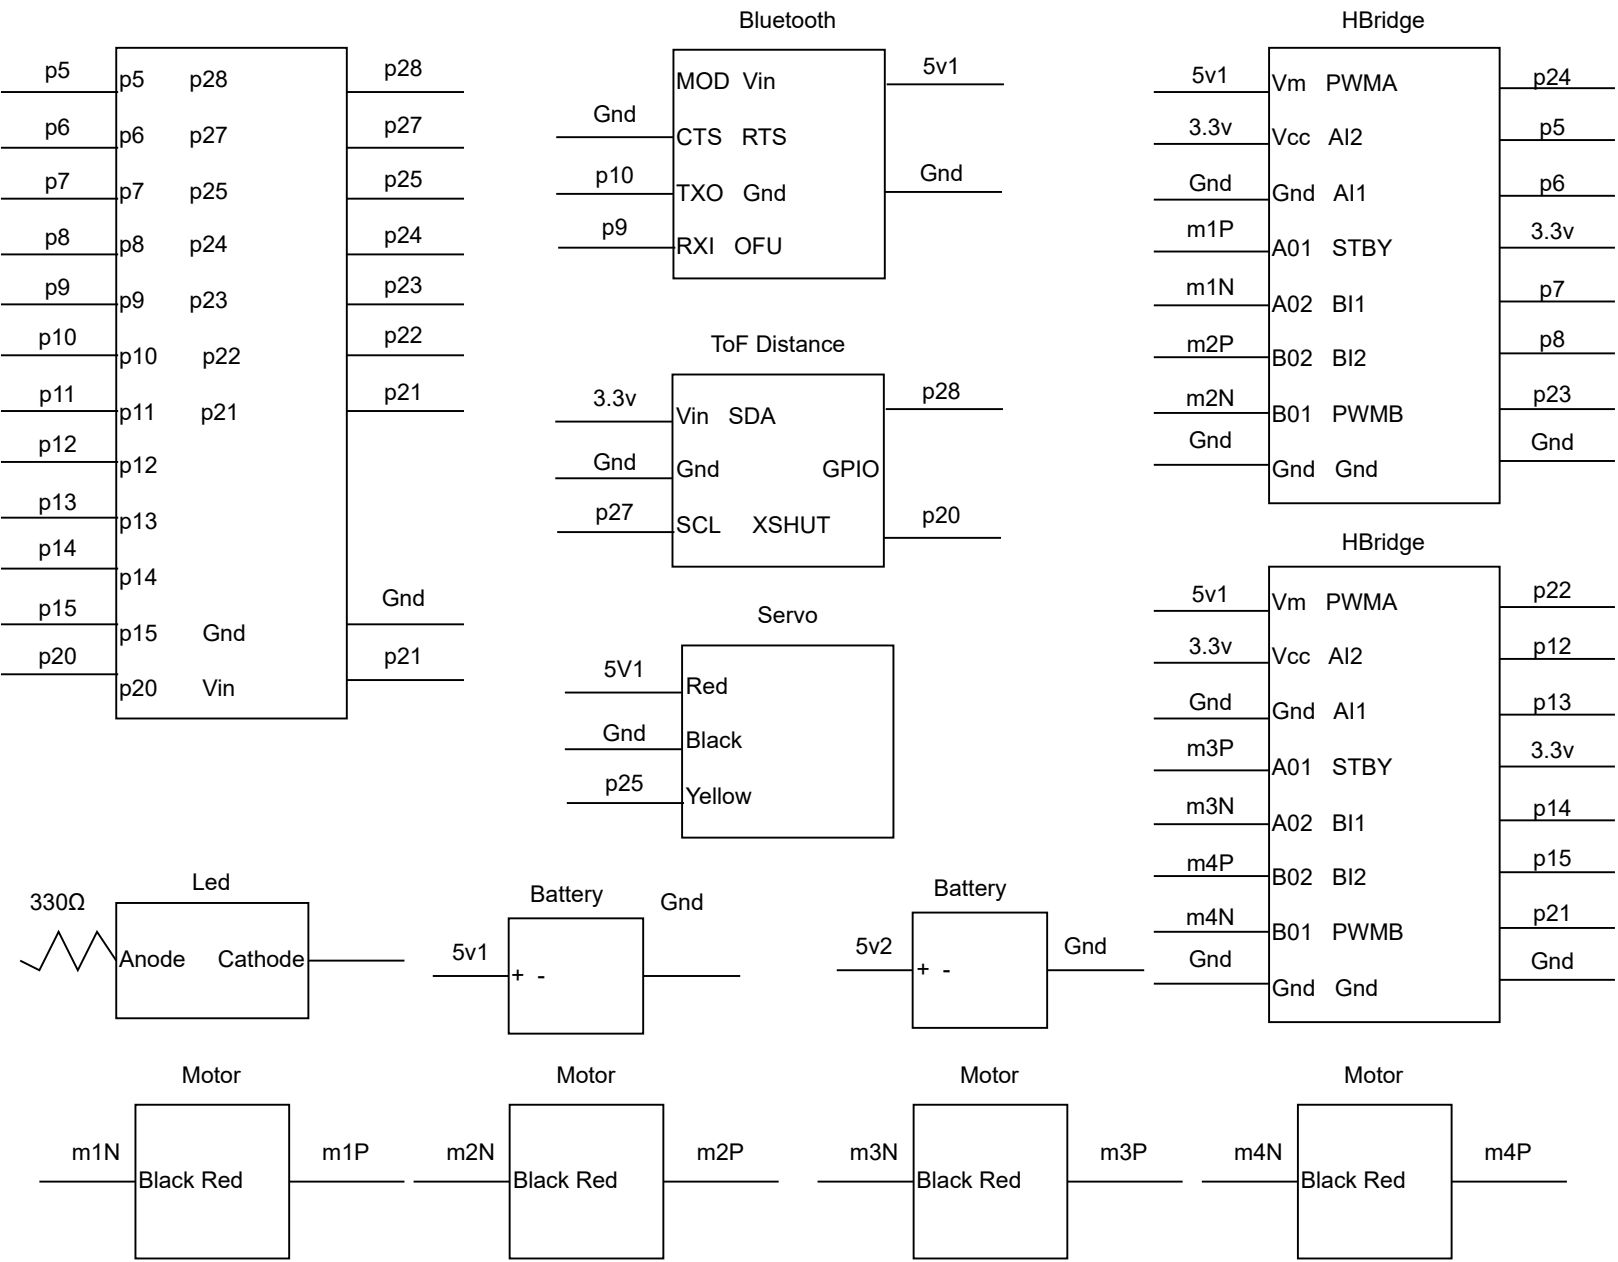 Bluetooth
HBridge
p5 p5 p28 p28
p6 p6 p27 p27
p7 p7 p25 p25
p8 p8 p24 p24
p9 p9 p23 p23
p10 p10 p22 p22
p11 p11 p21 p21
p12 p12
p13 p13
p14 p14
p15 p15 Gnd Gnd
p20 p20 Vin p21
MOD Vin 5v1
Gnd CTS RTS
p10 TXO Gnd Gnd
p9 RXI OFU
ToF Distance
3.3v Vin SDA p28
Gnd Gnd GPIO
p27 SCL XSHUT p20
Servo
5V1 Red
Gnd Black
p25 Yellow
5v1 Vm PWMA p24
3.3v Vcc AI2 p5
Gnd Gnd AI1 p6
m1P A01 STBY 3.3v
m1N A02 BI1 p7
m2P B02 BI2 p8
m2N B01 PWMB p23
Gnd Gnd Gnd Gnd
HBridge
5v1 Vm PWMA p22
3.3v Vcc AI2 p12
Gnd Gnd AI1 p13
m3P A01 STBY 3.3v
m3N A02 BI1 p14
m4P B02 BI2 p15
m4N B01 PWMB p21
Gnd Gnd Gnd Gnd
Led
330Ω Anode Cathode
Battery
5v1 + - Gnd
Battery
5v2 + - Gnd
Motor
m1N Black Red m1P
Motor
m2N Black Red m2P
Motor
m3N Black Red m3P
Motor
m4N Black Red m4P